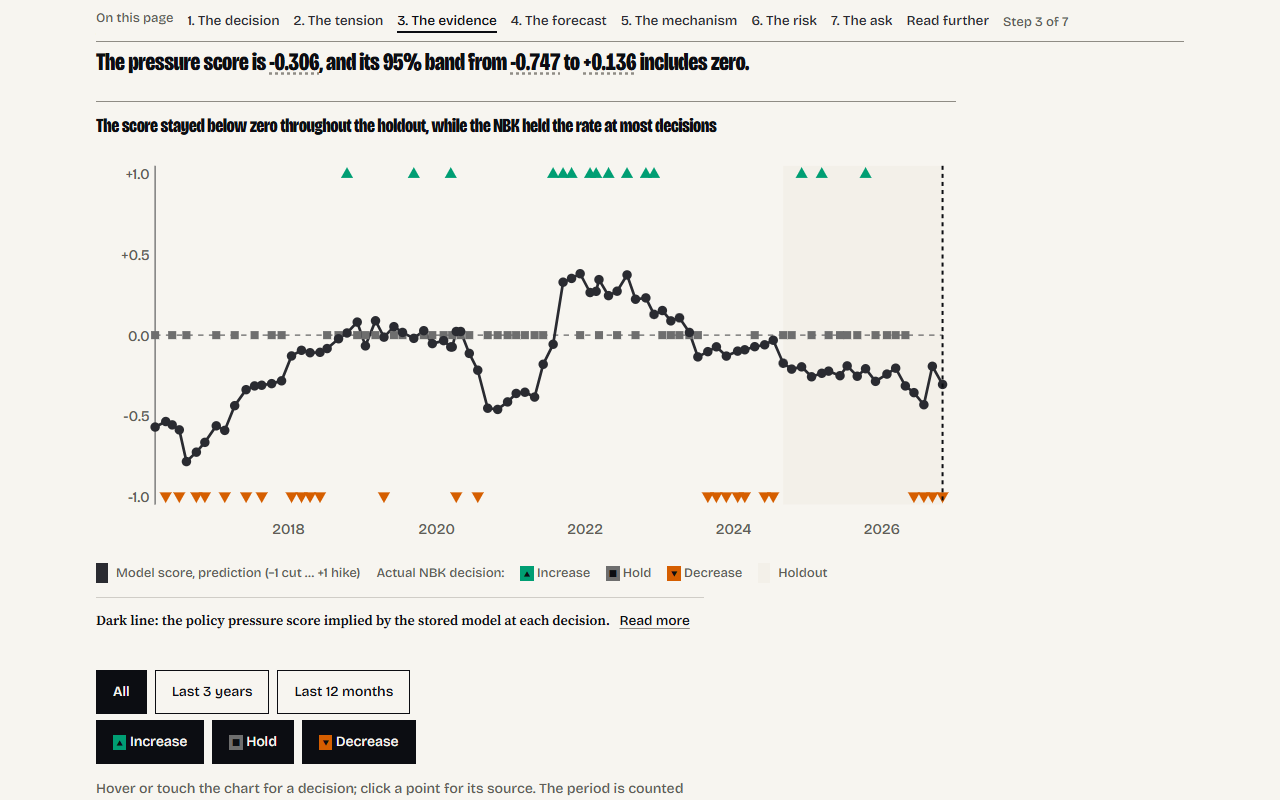 On this page 1. The decision 2. The tension 3. The evidence 4. The forecast 5. The mechanism 6. The risk 7. The ask Read further Step 3 of 7
The pressure score is -0.306, and its 95% band from -0.747 to +0.136 includes zero.
The score stayed below zero throughout the holdout, while the NBK held the rate at most decisions
+1.0
+0.5
0.0
-0.5
-1.0
2018 2020 2022 2024 2026
Model score, prediction (−1 cut … +1 hike) Actual NBK decision: Increase Hold Decrease Holdout
Dark line: the policy pressure score implied by the stored model at each decision. Read more
All Last 3 years Last 12 months
Increase Hold Decrease
Hover or touch the chart for a decision; click a point for its source. The period is counted